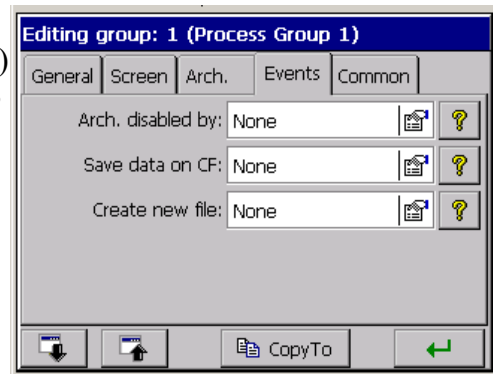 )
Editing group: 1 (Process Group 1)
General Screen Arch. Events Common
Arch. disabled by: None ?
Save data on CF: None ?
Create new file: None ?
CopyTo